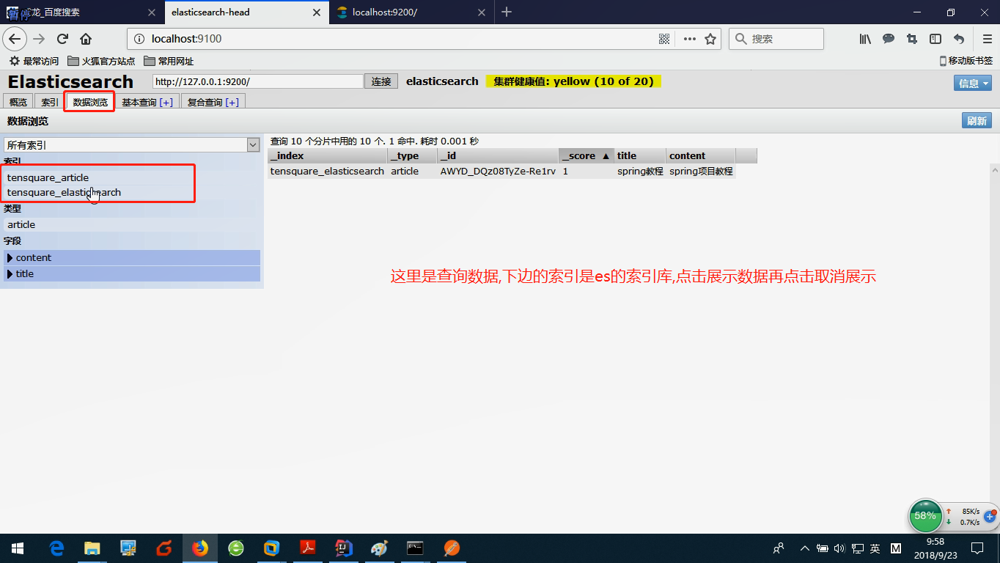 暂停
龙_百度搜索
elasticsearch-head
localhost:9200/
localhost:9100
搜索
最常访问
火狐官方站点
常用网址
移动版书签
Elasticsearch
http://127.0.0.1:9200/
连接
elasticsearch
集群健康值: yellow (10 of 20)
信息
概览
索引
数据浏览
基本查询 [+]
复合查询 [+]
数据浏览
刷新
所有索引
查询 10 个分片中用的 10 个. 1 命中. 耗时 0.001 秒
索引
_index _type _id _score ▲ title content
tensquare_elasticsearch article AWYD_DQz08TyZe-Re1rv 1 spring教程 spring项目教程
tensquare_article
tensquare_elasticsearch
类型
article
字段
content
title
这里是查询数据,下边的索引是es的索引库,点击展示数据再点击取消展示
58%
85K/s
0.7K/s
英
M
9:58
2018/9/23